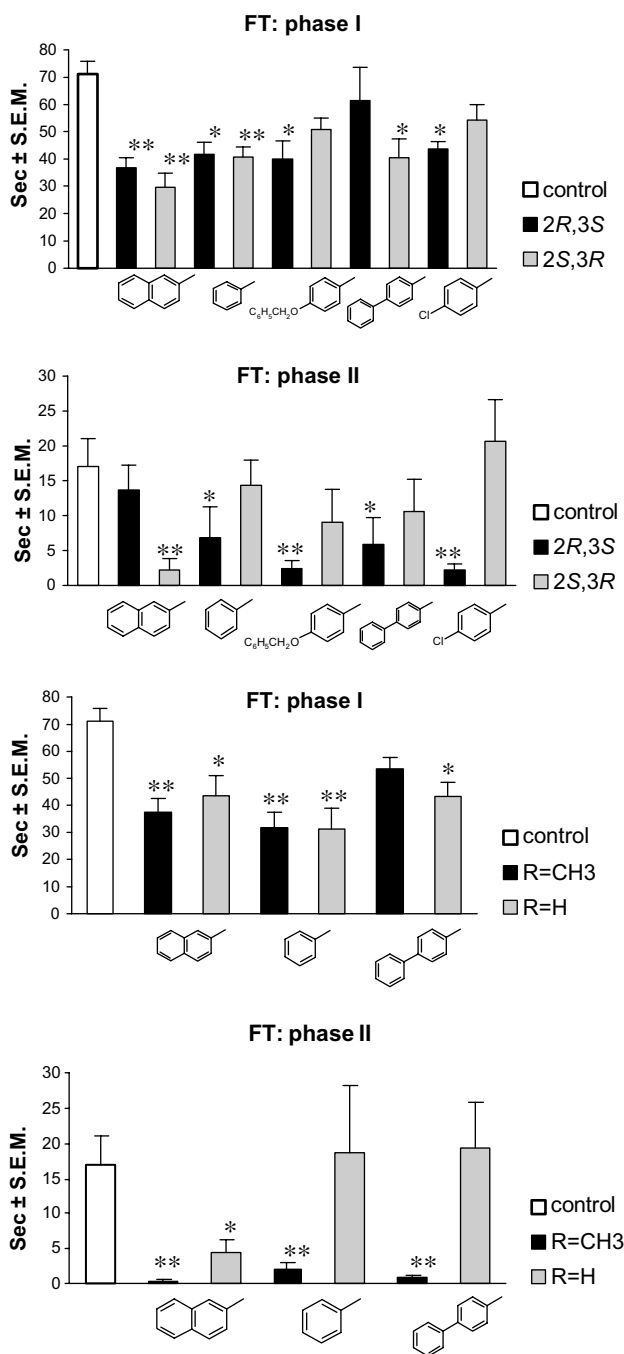 FT: phase I
Sec ± S.E.M.
80
70
60
50
40
30
20
10
0
** ** * ** * * *
C6H5CH2O
Cl
control
2R,3S
2S,3R
FT: phase II
Sec ± S.E.M.
30
25
20
15
10
5
0
** * ** * **
C6H5CH2O
Cl
control
2R,3S
2S,3R
FT: phase I
Sec ± S.E.M.
80
70
60
50
40
30
20
10
0
** * ** ** *
control
R=CH3
R=H
FT: phase II
Sec ± S.E.M.
30
25
20
15
10
5
0
** * ** **
control
R=CH3
R=H